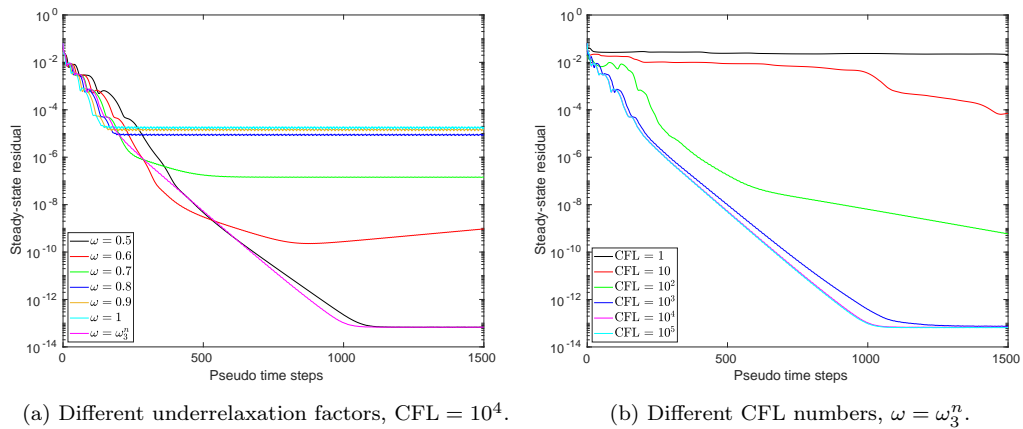 10^0
10^-2
10^-4
10^-6
10^-8
10^-10
10^-12
10^-14
Steady-state residual
ω = 0.5
ω = 0.6
ω = 0.7
ω = 0.8
ω = 0.9
ω = 1
ω = ω_3^n
0 500 1000 1500
Pseudo time steps
(a) Different underrelaxation factors, CFL = 10^4.
10^0
10^-2
10^-4
10^-6
10^-8
10^-10
10^-12
10^-14
Steady-state residual
CFL = 1
CFL = 10
CFL = 10^2
CFL = 10^3
CFL = 10^4
CFL = 10^5
0 500 1000 1500
Pseudo time steps
(b) Different CFL numbers, ω = ω_3^n.